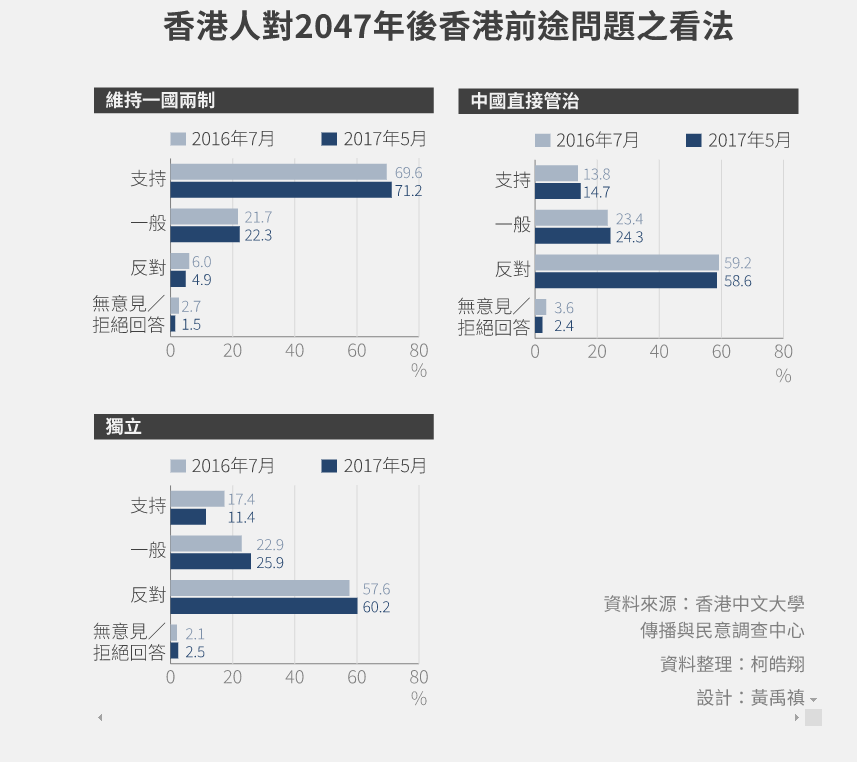 香港人對2047年後香港前途問題之看法
維持一國兩制
2016年7月 2017年5月
支持 69.6
71.2
一般 21.7
22.3
反對 6.0
4.9
無意見／ 2.7
拒絕回答 1.5
0 20 40 60 80
%
中國直接管治
2016年7月 2017年5月
支持 13.8
14.7
一般 23.4
24.3
反對 59.2
58.6
無意見／ 3.6
拒絕回答 2.4
0 20 40 60 80
%
獨立
2016年7月 2017年5月
支持 17.4
11.4
一般 22.9
25.9
反對 57.6
60.2
無意見／ 2.1
拒絕回答 2.5
0 20 40 60 80
%
資料來源：香港中文大學
傳播與民意調查中心
資料整理：柯皓翔
設計：黃禹禛